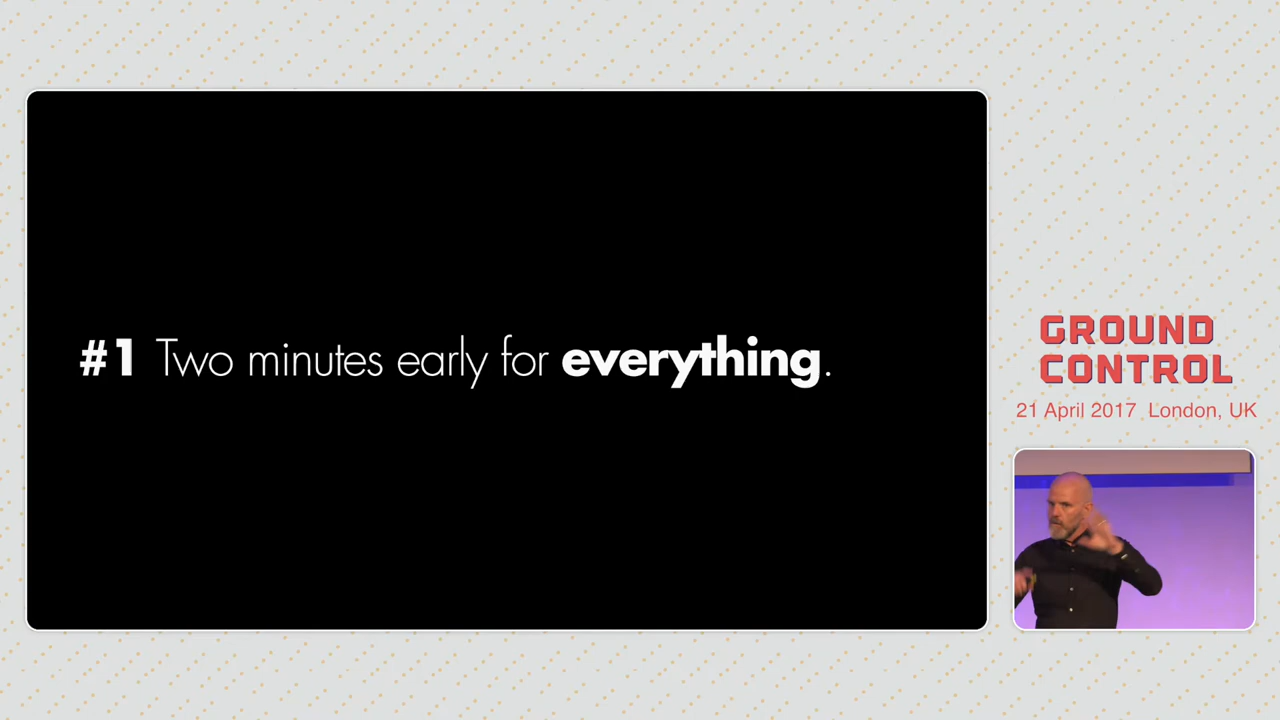 #1 Two minutes early for everything.
GROUND
CONTROL
21 April 2017 London, UK